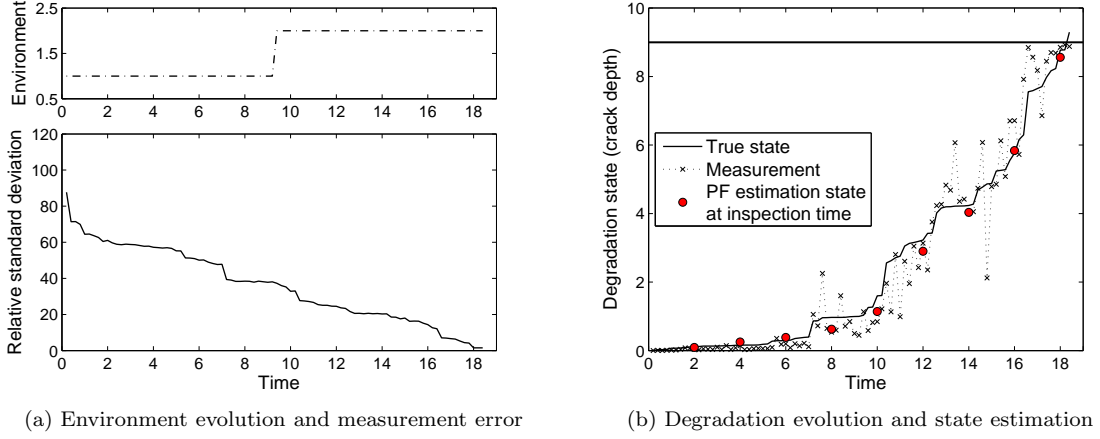 2.5
1.5
0.5
Environment
0 2 4 6 8 10 12 14 16 18
120
100
80
60
40
20
0
Relative standard deviation
0 2 4 6 8 10 12 14 16 18
Time
(a) Environment evolution and measurement error
10
8
6
4
2
0
Degradation state (crack depth)
True state
Measurement
PF estimation state
at inspection time
0 2 4 6 8 10 12 14 16 18
Time
(b) Degradation evolution and state estimation